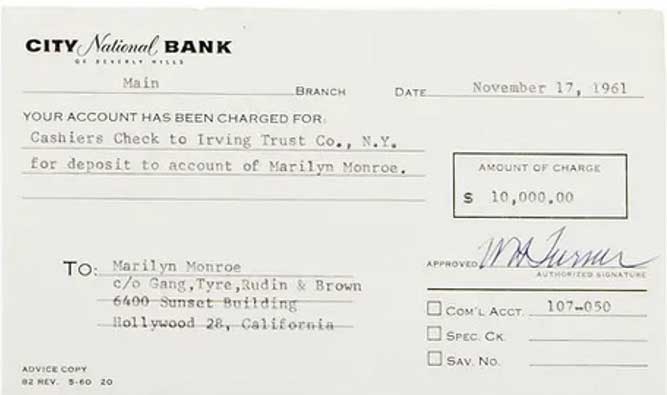 CITY National BANK
OF BEVERLY HILLS
Main BRANCH DATE November 17, 1961
YOUR ACCOUNT HAS BEEN CHARGED FOR:
Cashiers Check to Irving Trust Co., N.Y.
for deposit to account of Marilyn Monroe.
AMOUNT OF CHARGE
$ 10,000.00
TO: Marilyn Monroe
c/o Gang,Tyre,Rudin & Brown
6400 Sunset Building
Hollywood 28, California
APPROVED WH Turner
AUTHORIZED SIGNATURE
COM'L ACCT. 107-050
SPEC. CK.
SAV. NO.
ADVICE COPY
82 REV. 5-60 20